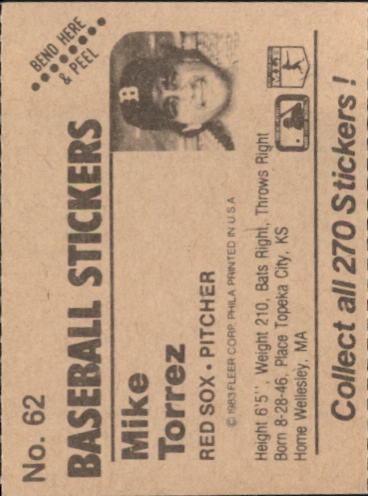 No. 62
BEND HERE
& PEEL
BASEBALL STICKERS
Mike
Torrez
RED SOX • PITCHER
© 1983 FLEER CORP. PHILA PRINTED IN U.S.A
Height 6'5'', Weight 210, Bats Right, Throws Right
Born 8-28-46, Place Topeka City, KS
Home Wellesley, MA
B
Collect all 270 Stickers!